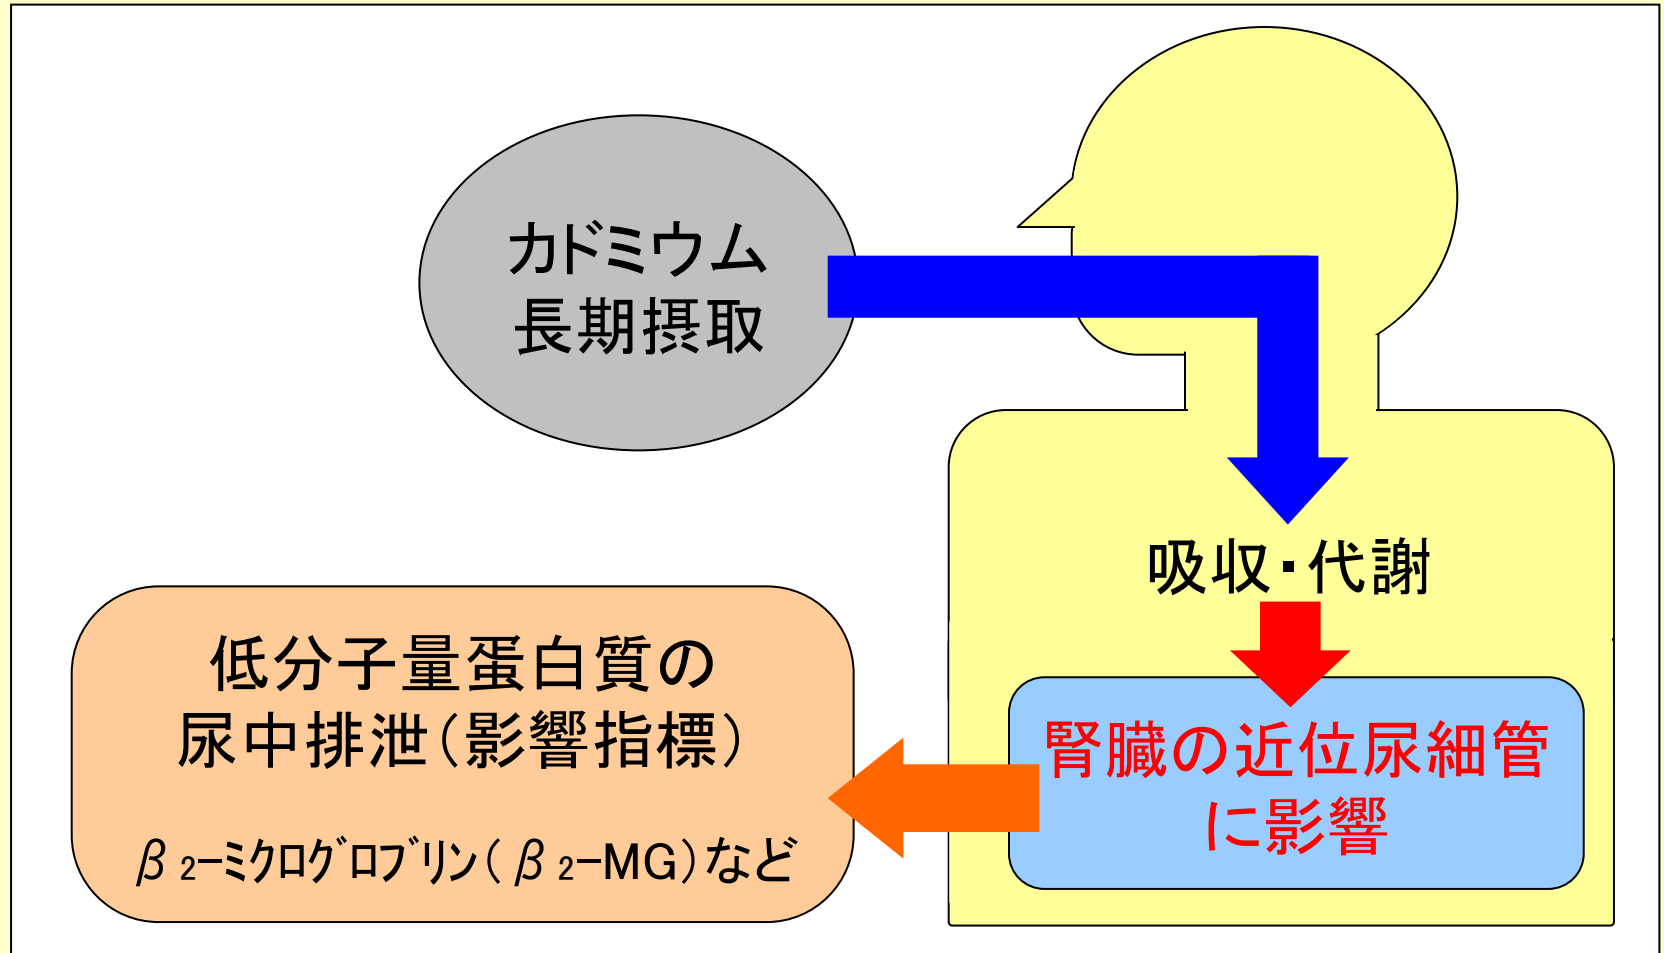 カドミウム
長期摂取
吸収・代謝
腎臓の近位尿細管
に影響
低分子量蛋白質の
尿中排泄（影響指標）
β₂−ﾐｸﾛｸﾞﾛﾌﾞﾘﾝ（β₂−MG）など